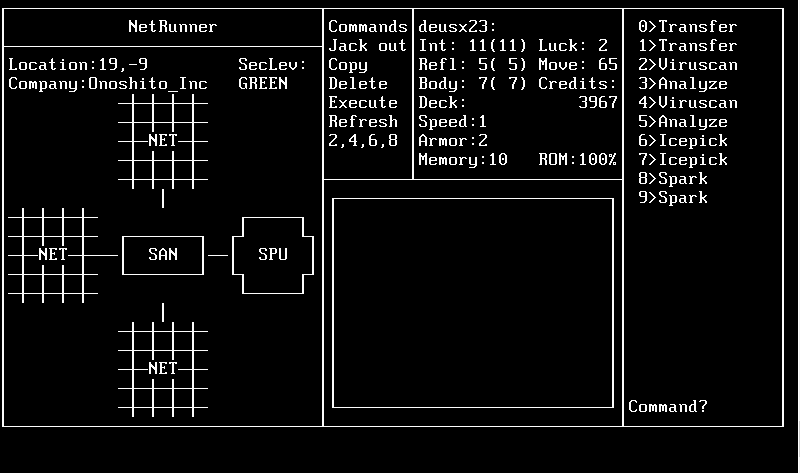 NetRunner
Location:19,-9 SecLev:
Company:Onoshito_Inc GREEN
NET
NET SAN SPU
NET
Commands
Jack out
Copy
Delete
Execute
Refresh
2,4,6,8
deusx23:
Int: 11(11) Luck: 2
Refl: 5( 5) Move: 65
Body: 7( 7) Credits:
Deck: 3967
Speed:1
Armor:2
Memory:10 ROM:100%
0>Transfer
1>Transfer
2>Viruscan
3>Analyze
4>Viruscan
5>Analyze
6>Icepick
7>Icepick
8>Spark
9>Spark
Command?